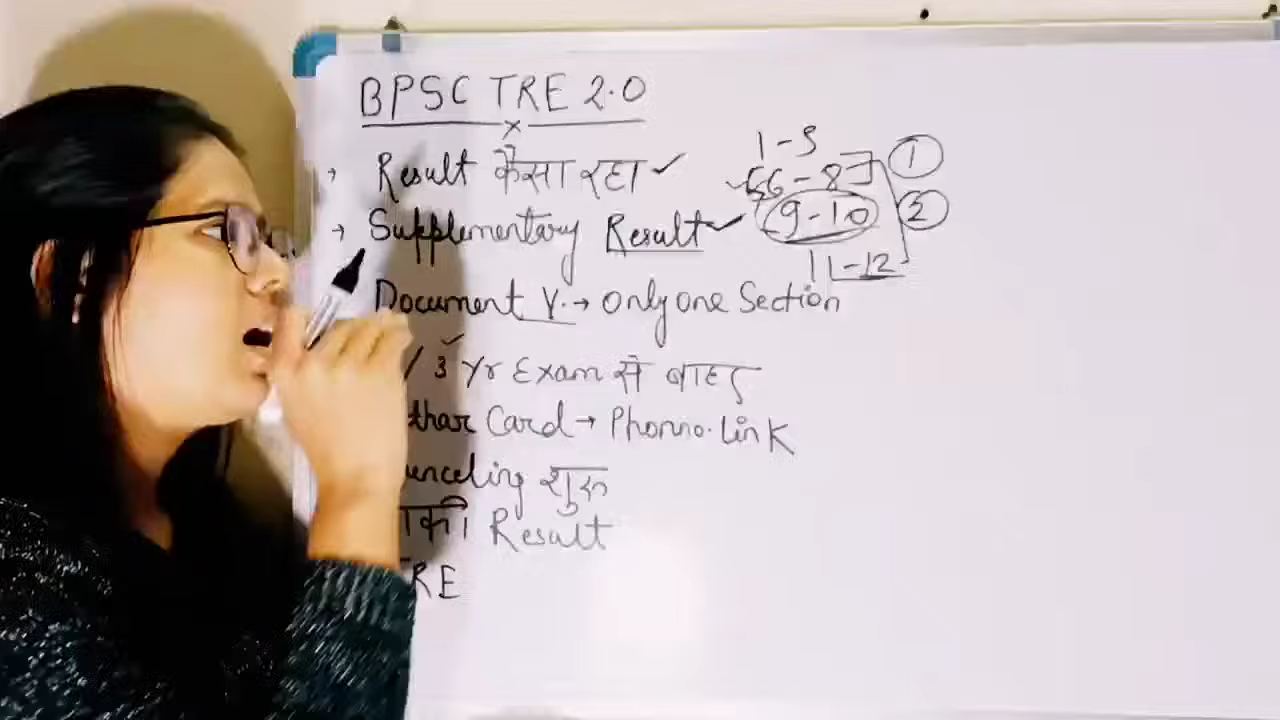 BPSC TRE 2.0
Result कैसा रहा
Supplementary Result
Document V. → Only one Section
/ 3 Yr Exam से बाहर
thar Card → Phonno. Link
unceling शुरू
ाकी Result
TRE
1-5
6-8
9-10
11-12
1
2